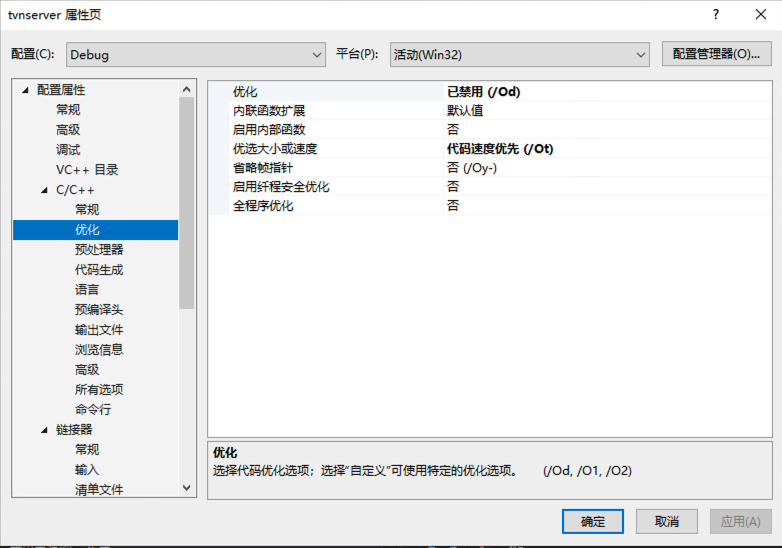 tvnserver 属性页
配置(C): Debug 平台(P): 活动(Win32) 配置管理器(O)...
配置属性
常规
高级
调试
VC++ 目录
C/C++
常规
优化
预处理器
代码生成
语言
预编译头
输出文件
浏览信息
高级
所有选项
命令行
链接器
常规
输入
清单文件
优化 已禁用 (/Od)
内联函数扩展 默认值
启用内部函数 否
优选大小或速度 代码速度优先 (/Ot)
省略帧指针 否 (/Oy-)
启用纤程安全优化 否
全程序优化 否
优化
选择代码优化选项；选择“自定义”可使用特定的优化选项。 (/Od, /O1, /O2)
确定 取消 应用(A)